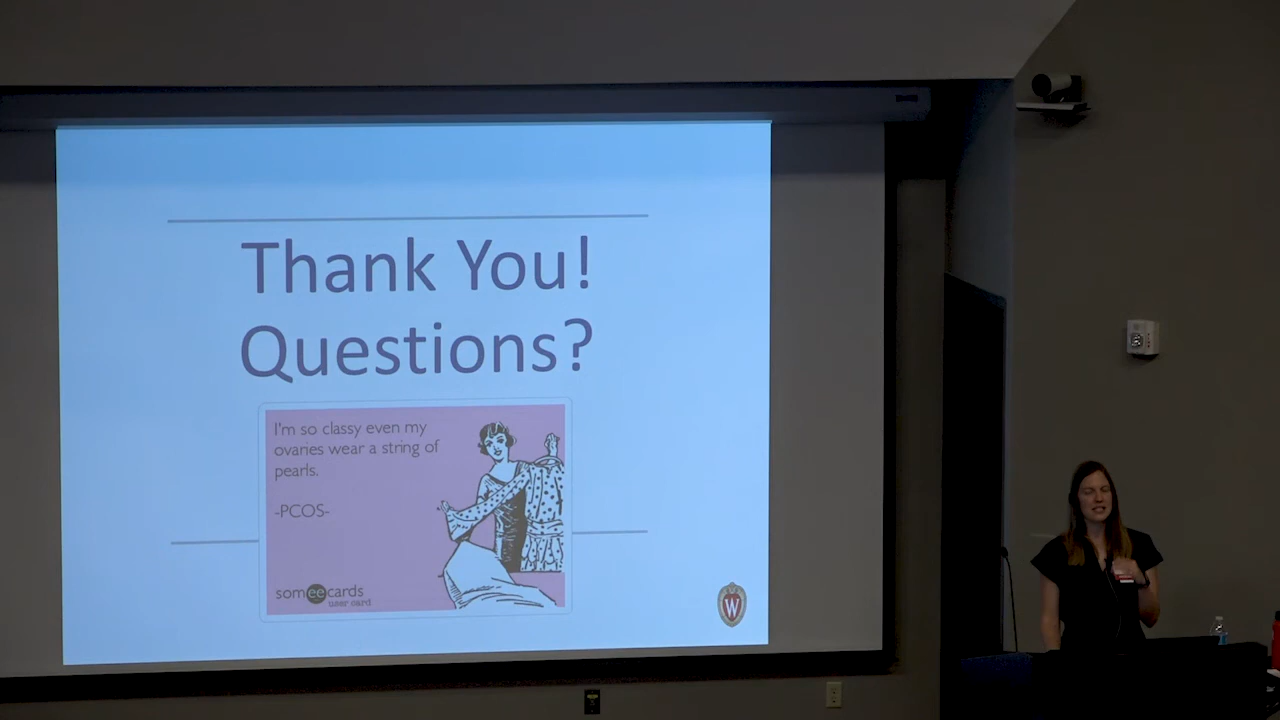 Thank You!
Questions?
I'm so classy even my
ovaries wear a string of
pearls.
-PCOS-
someecards
user card
W